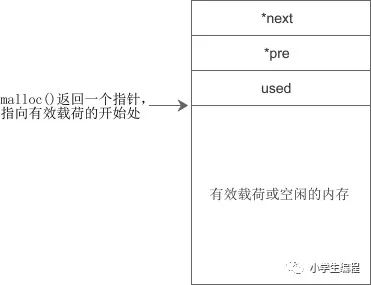 *next
*pre
used
malloc()返回一个指针，
指向有效载荷的开始处
有效载荷或空闲的内存
小学生编程